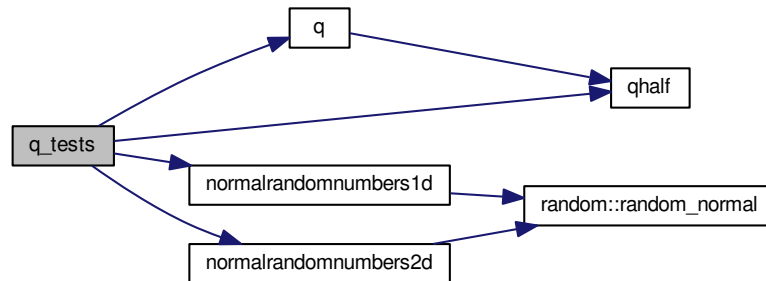 q
qhalf
q_tests
normalrandomnumbers1d
random::random_normal
normalrandomnumbers2d